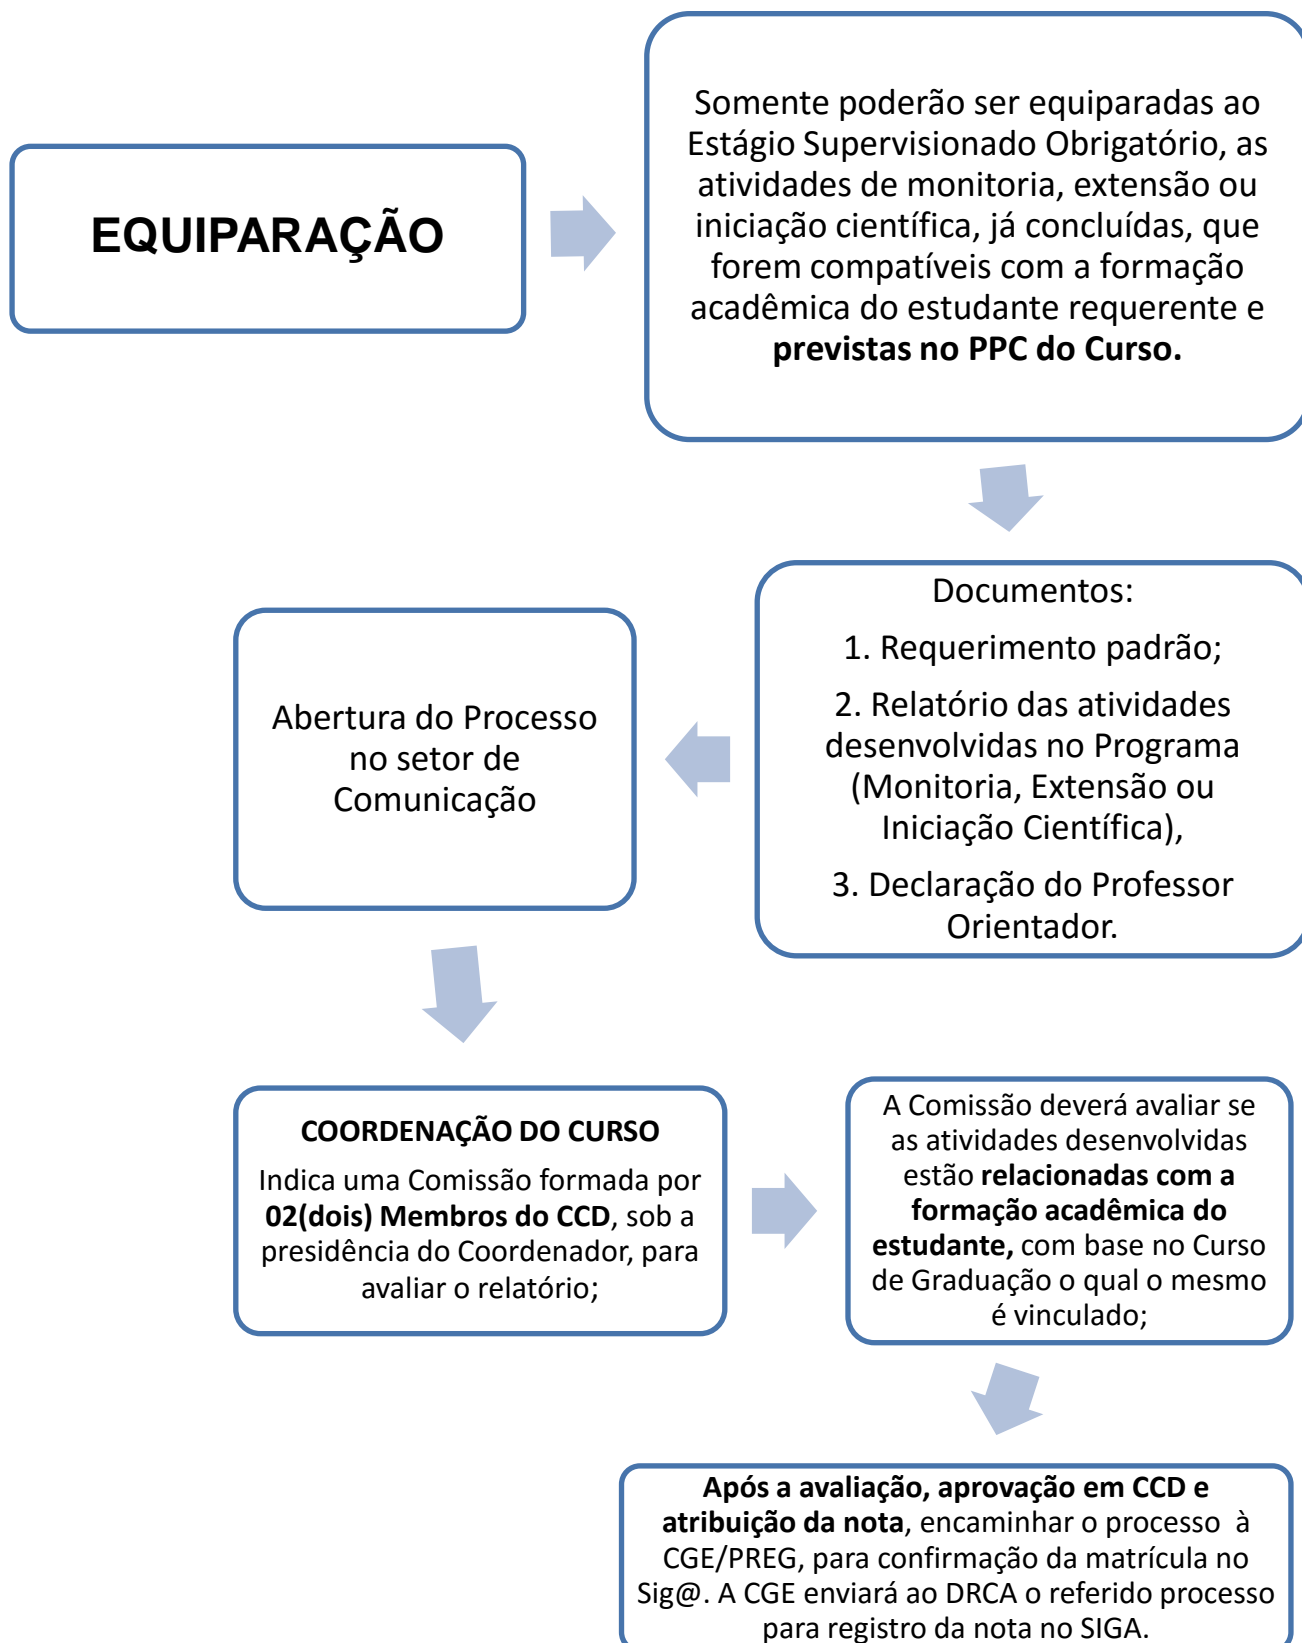 EQUIPARAÇÃO
Somente poderão ser equiparadas ao
Estágio Supervisionado Obrigatório, as
atividades de monitoria, extensão ou
iniciação científica, já concluídas, que
forem compatíveis com a formação
acadêmica do estudante requerente e
previstas no PPC do Curso.
Documentos:
1. Requerimento padrão;
2. Relatório das atividades
desenvolvidas no Programa
(Monitoria, Extensão ou
Iniciação Científica),
3. Declaração do Professor
Orientador.
Abertura do Processo
no setor de
Comunicação
COORDENAÇÃO DO CURSO
Indica uma Comissão formada por
02(dois) Membros do CCD, sob a
presidência do Coordenador, para
avaliar o relatório;
A Comissão deverá avaliar se
as atividades desenvolvidas
estão relacionadas com a
formação acadêmica do
estudante, com base no Curso
de Graduação o qual o mesmo
é vinculado;
Após a avaliação, aprovação em CCD e
atribuição da nota, encaminhar o processo à
CGE/PREG, para confirmação da matrícula no
Sig@. A CGE enviará ao DRCA o referido processo
para registro da nota no SIGA.